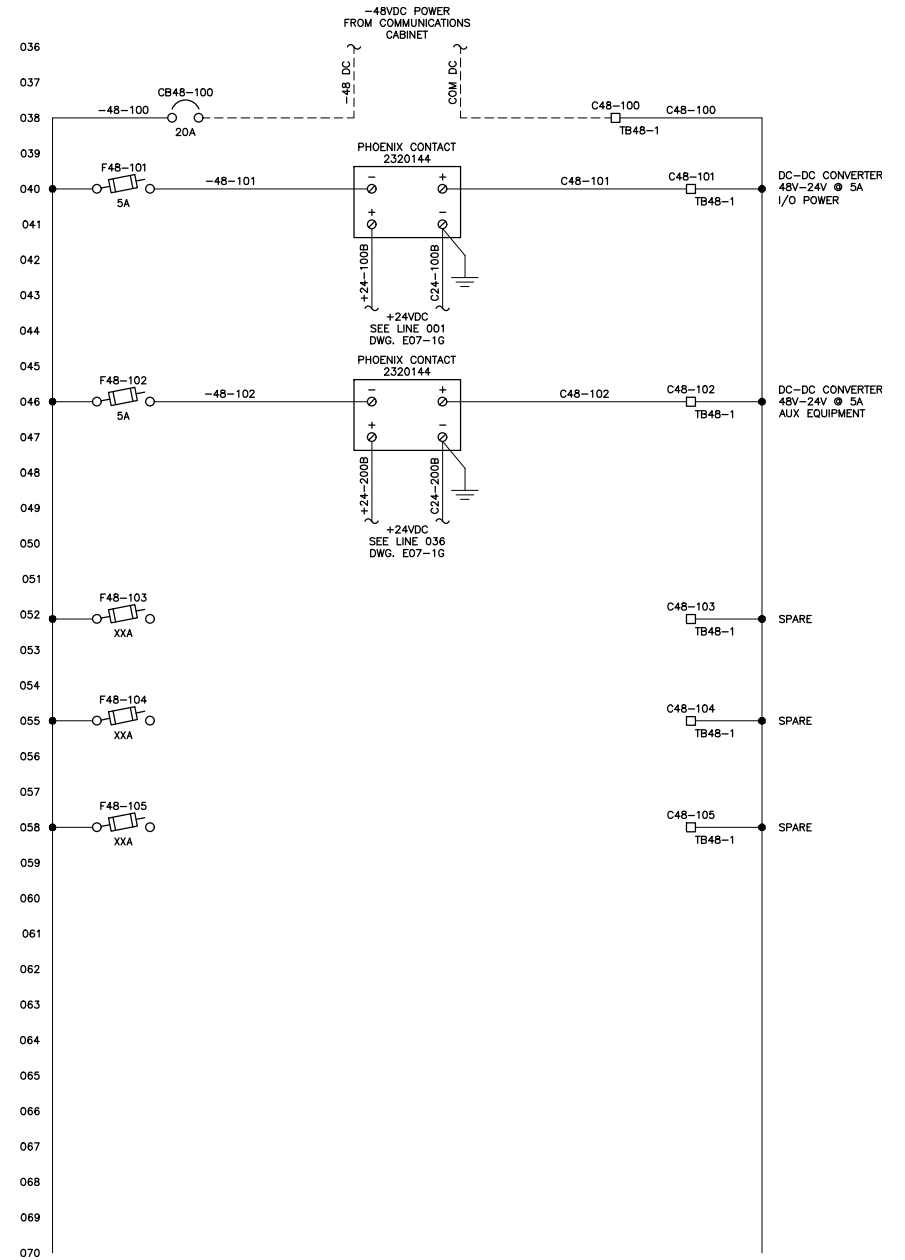 -48VDC POWER
FROM COMMUNICATIONS
CABINET
036
037
-48 DC
COM DC
CB48-100
-48-100
20A
C48-100
C48-100
TB48-1
038
039
PHOENIX CONTACT
2320144
F48-101
040
5A
-48-101
-
+
C48-101
C48-101
TB48-1
DC-DC CONVERTER
48V-24V @ 5A
I/O POWER
041
+
-
042
+24-100B
C24-100B
043
+24VDC
SEE LINE 001
DWG. E07-1G
044
045
PHOENIX CONTACT
2320144
F48-102
046
5A
-48-102
-
+
C48-102
C48-102
TB48-1
DC-DC CONVERTER
48V-24V @ 5A
AUX EQUIPMENT
047
+
-
048
+24-200B
C24-200B
049
+24VDC
SEE LINE 036
DWG. E07-1G
050
051
F48-103
052
XXA
C48-103
TB48-1
SPARE
053
054
F48-104
055
XXA
C48-104
TB48-1
SPARE
056
057
F48-105
058
XXA
C48-105
TB48-1
SPARE
059
060
061
062
063
064
065
066
067
068
069
070